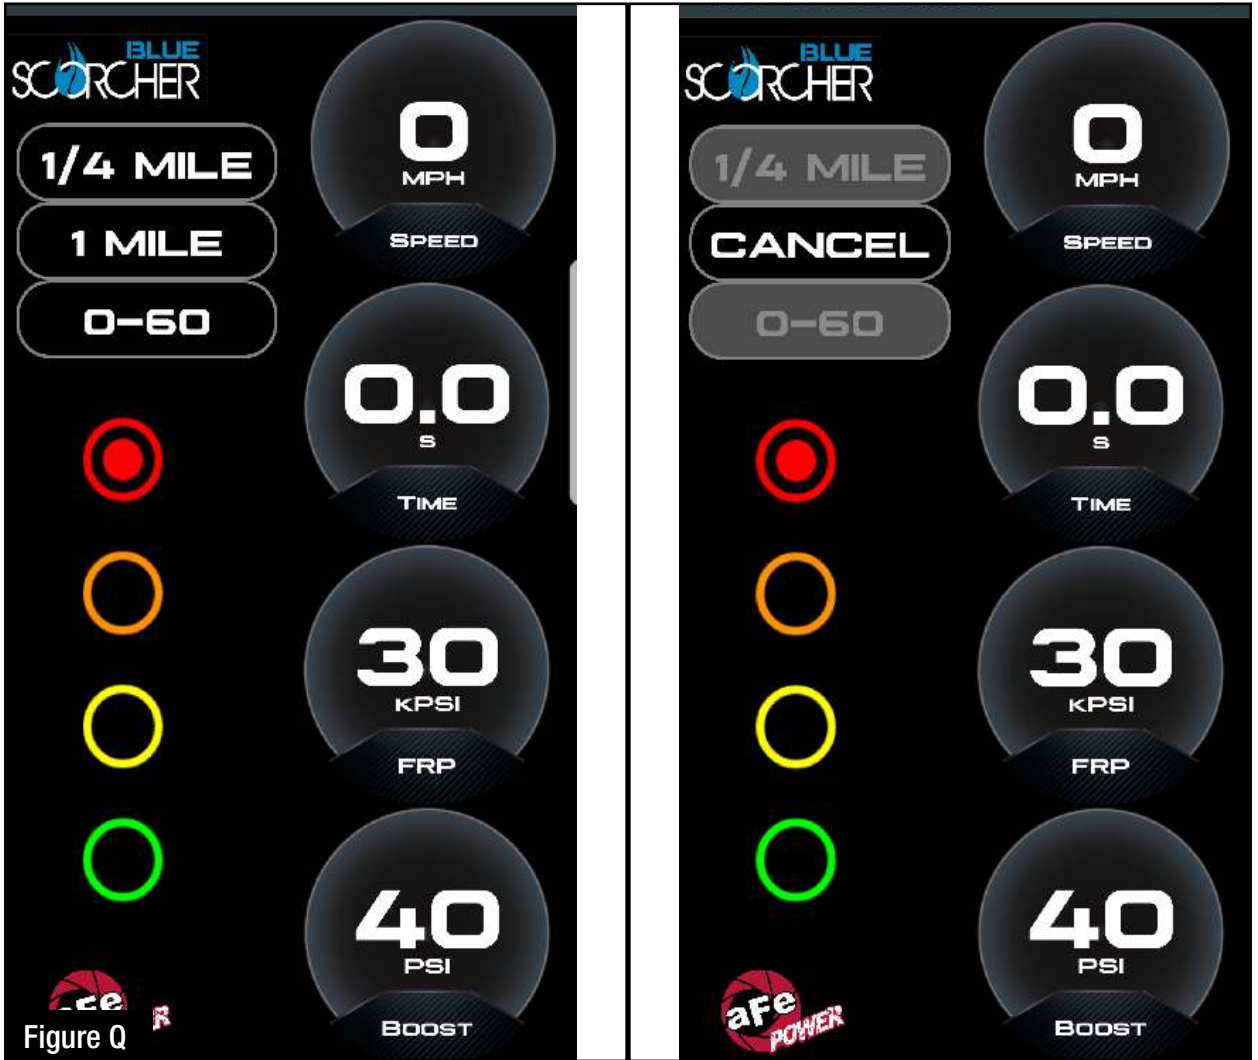 BLUE
SCORCHER
1/4 MILE
1 MILE
0-60
0
MPH
SPEED
0.0
S
TIME
30
KPSI
FRP
40
PSI
BOOST
aFe
Figure Q
BLUE
SCORCHER
1/4 MILE
CANCEL
0-60
0
MPH
SPEED
0.0
S
TIME
30
KPSI
FRP
40
PSI
BOOST
aFe
POWER